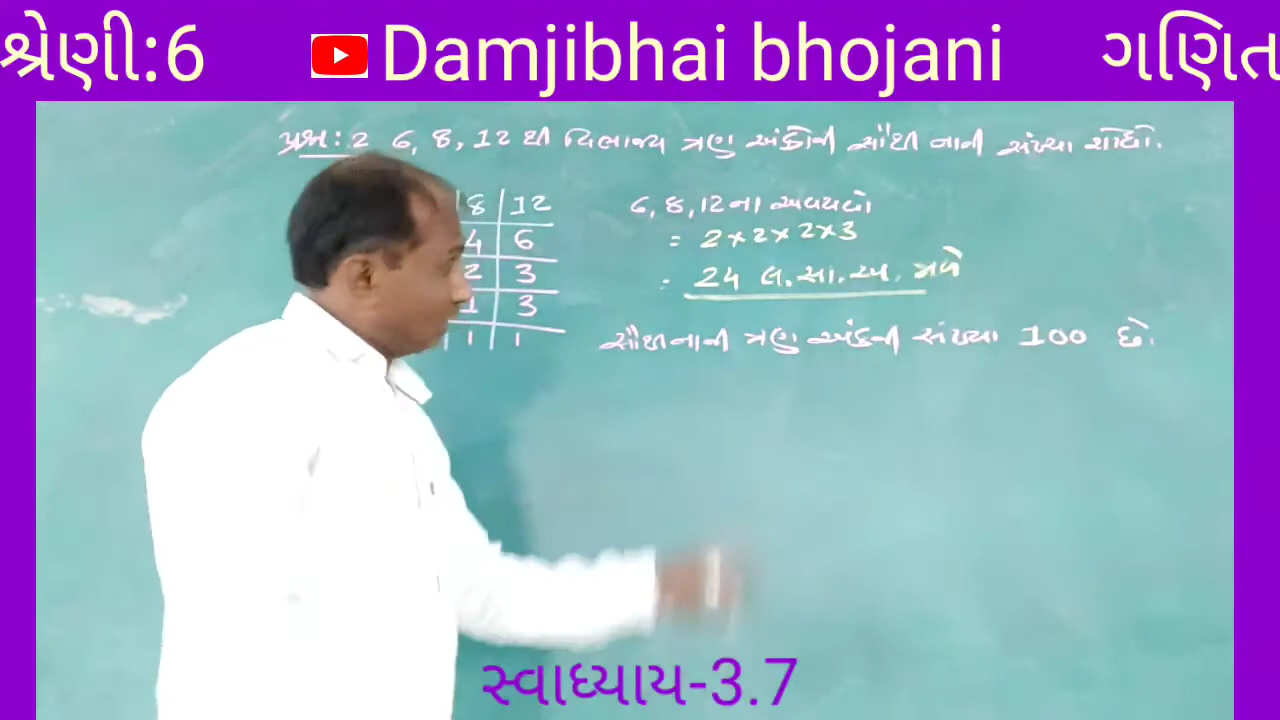 શ્રેણી:6 Damjibhai bhojani ગણિત
પ્રશ્ન : 2 6, 8, 12 થી વિભાજ્ય ત્રણ અંકોની સૌથી નાની સંખ્યા શોધો.
8 12
4 6
2 3
1 3
1 1
6, 8, 12 ના અવયવો
= 2 × 2 × 2 × 3
= 24 લ.સા.અ. મળે
સૌથી નાની ત્રણ અંકની સંખ્યા 100 છે.
સ્વાધ્યાય-3.7